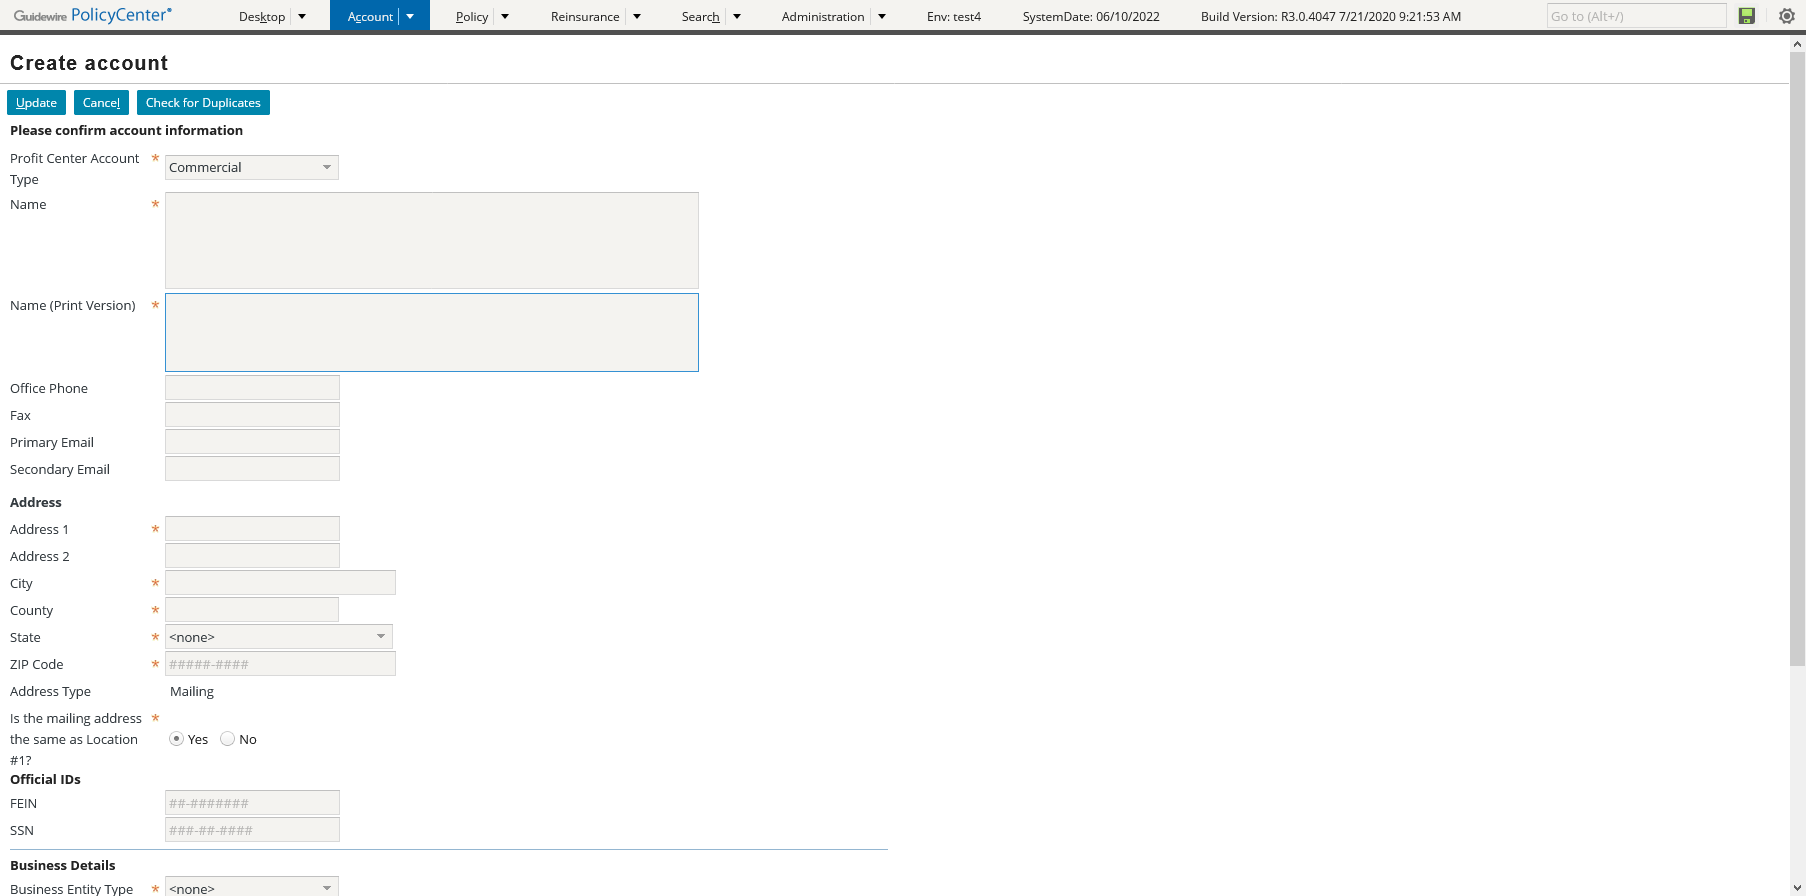 Guidewire PolicyCenter® Desktop Account Policy Reinsurance Search Administration Env: test4 SystemDate: 06/10/2022 Build Version: R3.0.4047 7/21/2020 9:21:53 AM Go to (Alt+/)
Create account
Update Cancel Check for Duplicates
Please confirm account information
Profit Center Account * Commercial
Type
Name *
Name (Print Version) *
Office Phone
Fax
Primary Email
Secondary Email
Address
Address 1 *
Address 2
City *
County *
State * <none>
ZIP Code * #####-####
Address Type Mailing
Is the mailing address *
the same as Location Yes No
#1?
Official IDs
FEIN ##-#######
SSN ###-##-####
Business Details
Business Entity Type * <none>